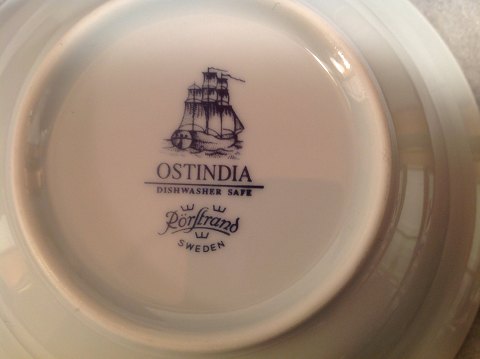 OSTINDIA
DISHWASHER SAFE
Rörstrand
SWEDEN